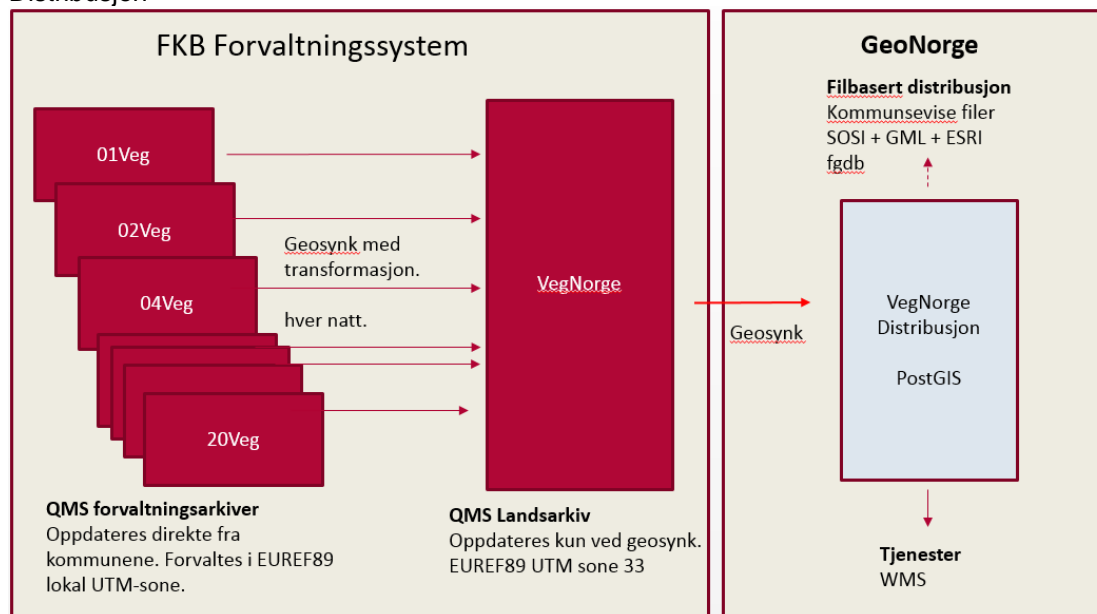 Distribusjon
FKB Forvaltningssystem
01Veg
02Veg
04Veg
20Veg
Geosynk med
transformasjon.
hver natt.
VegNorge
QMS forvaltningsarkiver
Oppdateres direkte fra
kommunene. Forvaltes i EUREF89
lokal UTM-sone.
QMS Landsarkiv
Oppdateres kun ved geosynk.
EUREF89 UTM sone 33
Geosynk
GeoNorge
Filbasert distribusjon
Kommunsevise filer
SOSI + GML + ESRI
fgdb
VegNorge
Distribusjon
PostGIS
Tjenester
WMS